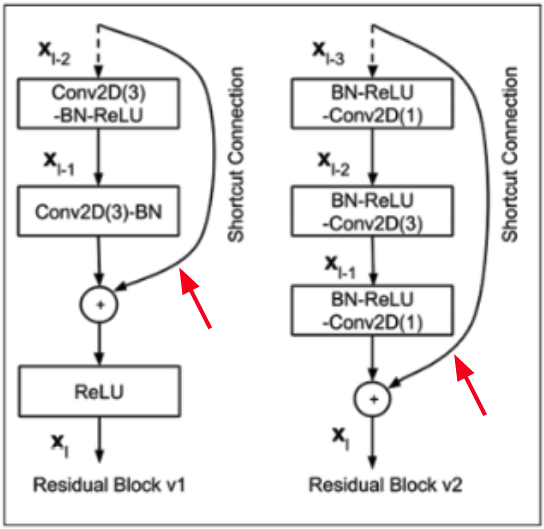 x_{l-2}
Conv2D(3)
-BN-ReLU
x_{l-1}
Conv2D(3)-BN
+
ReLU
x_l
Residual Block v1
Shortcut Connection
x_{l-3}
BN-ReLU
-Conv2D(1)
x_{l-2}
BN-ReLU
-Conv2D(3)
x_{l-1}
BN-ReLU
-Conv2D(1)
+
x_l
Residual Block v2
Shortcut Connection